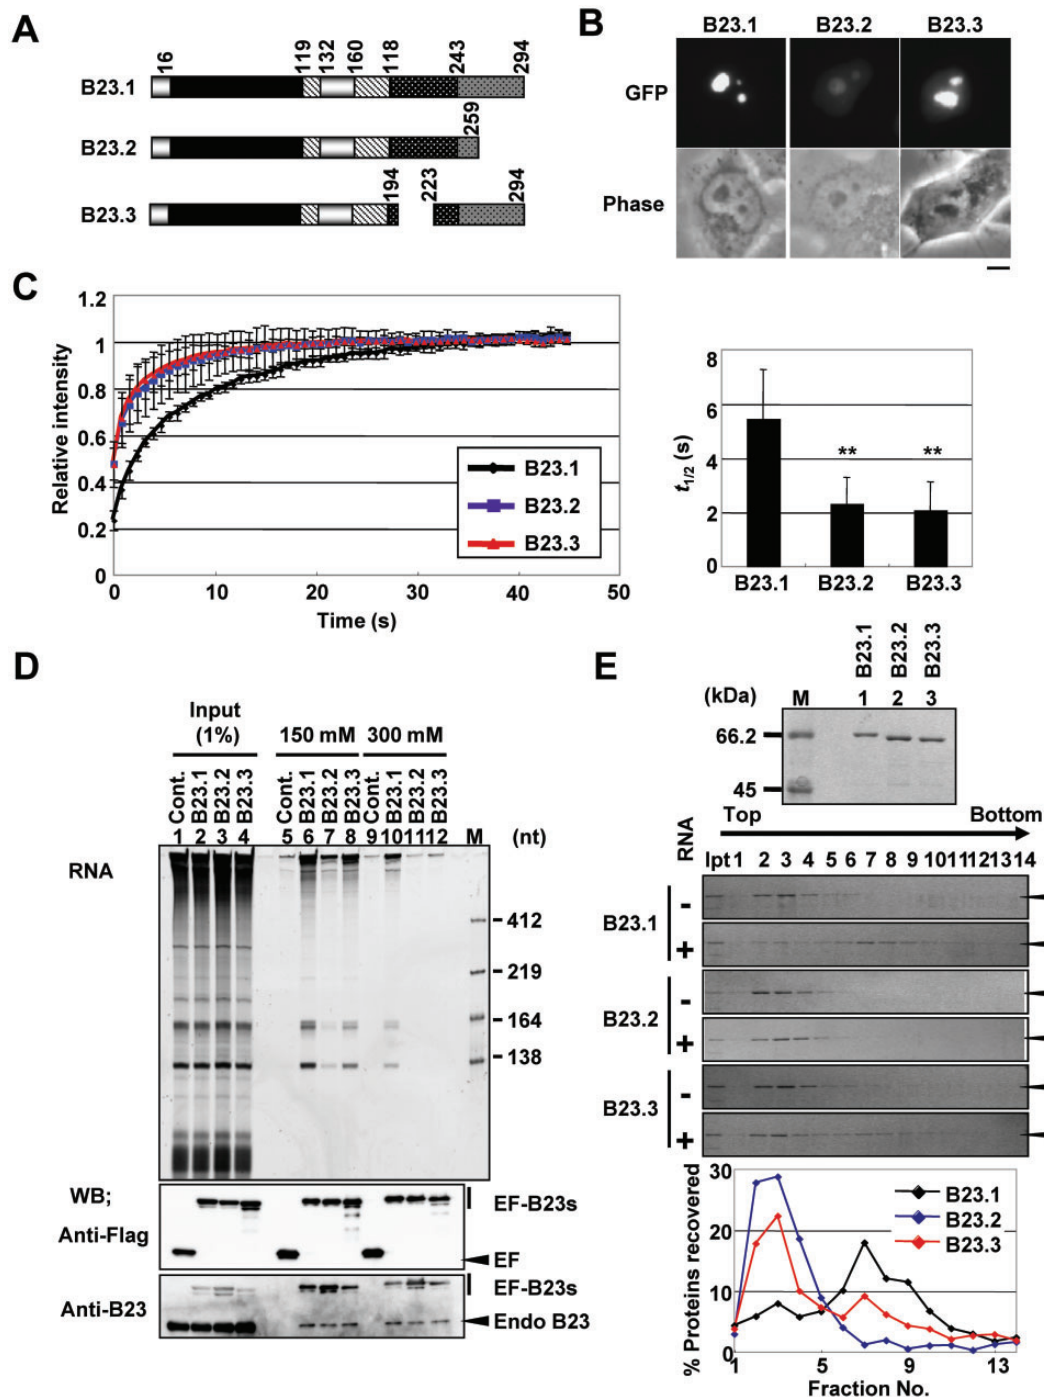 A
16 119 132 160 118 243 294
B23.1
259
B23.2
194 223 294
B23.3
B
B23.1 B23.2 B23.3
GFP
Phase
C
Relative intensity
1.2
1
0.8
0.6
0.4
0.2
0
0 10 20 30 40 50
Time (s)
B23.1
B23.2
B23.3
t1/2 (s)
8
6
4
2
0
** **
B23.1 B23.2 B23.3
D
Input
(1%)
150 mM 300 mM
Cont. B23.1 B23.2 B23.3 Cont. B23.1 B23.2 B23.3 Cont. B23.1 B23.2 B23.3
1 2 3 4 5 6 7 8 9 10 11 12 M (nt)
RNA
412
219
164
138
WB;
Anti-Flag
EF-B23s
EF
Anti-B23
EF-B23s
Endo B23
E
B23.1 B23.2 B23.3
(kDa) M 1 2 3
66.2
45
Top Bottom
RNA
Ipt 1 2 3 4 5 6 7 8 9 10 11 12 13 14
B23.1
-
+
B23.2
-
+
B23.3
-
+
% Proteins recovered
30
20
10
0
1 5 9 13
Fraction No.
B23.1
B23.2
B23.3